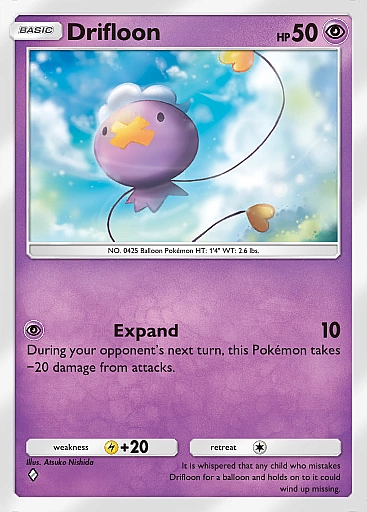 BASIC Drifloon HP 50
NO. 0425 Balloon Pokémon HT: 1'4" WT: 2.6 lbs.
Expand 10
During your opponent's next turn, this Pokémon takes
−20 damage from attacks.
weakness +20 retreat
Illus. Atsuko Nishida
It is whispered that any child who mistakes
Drifloon for a balloon and holds on to it could
wind up missing.